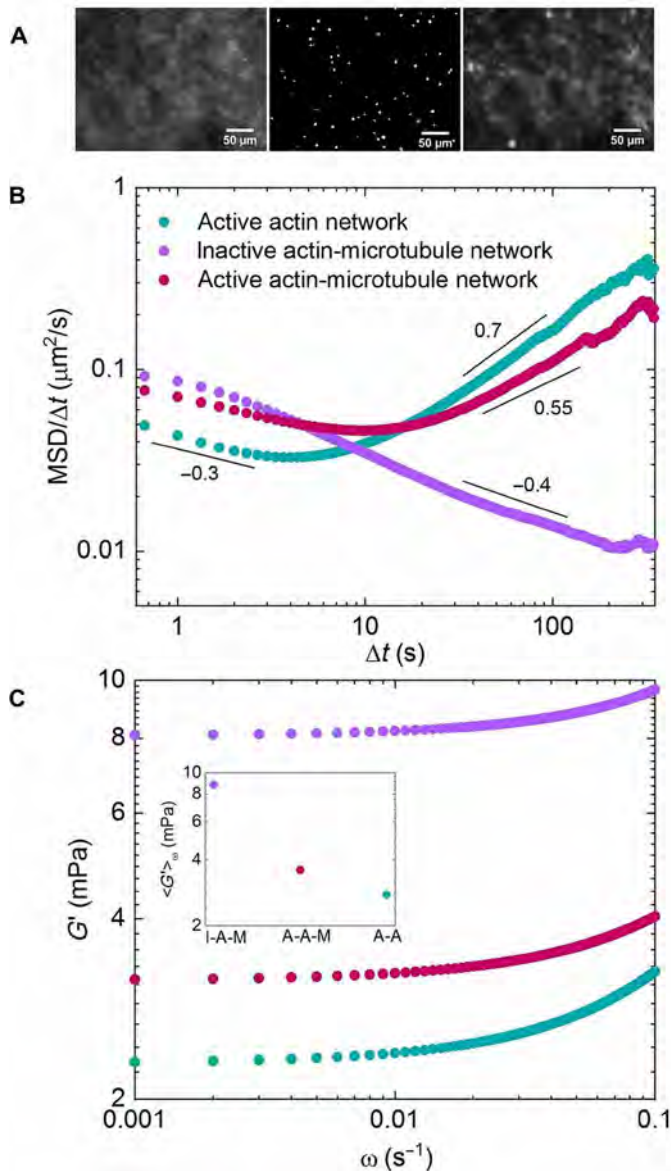 A
50 µm
50 µm
50 µm
B
MSD/Δt (µm²/s)
1
0.1
0.01
Active actin network
Inactive actin-microtubule network
Active actin-microtubule network
0.7
0.55
−0.3
−0.4
1
10
100
Δt (s)
C
G' (mPa)
10
8
6
4
2
<G'>ω (mPa)
10
8
6
4
2
I-A-M
A-A-M
A-A
0.001
0.01
0.1
ω (s⁻¹)